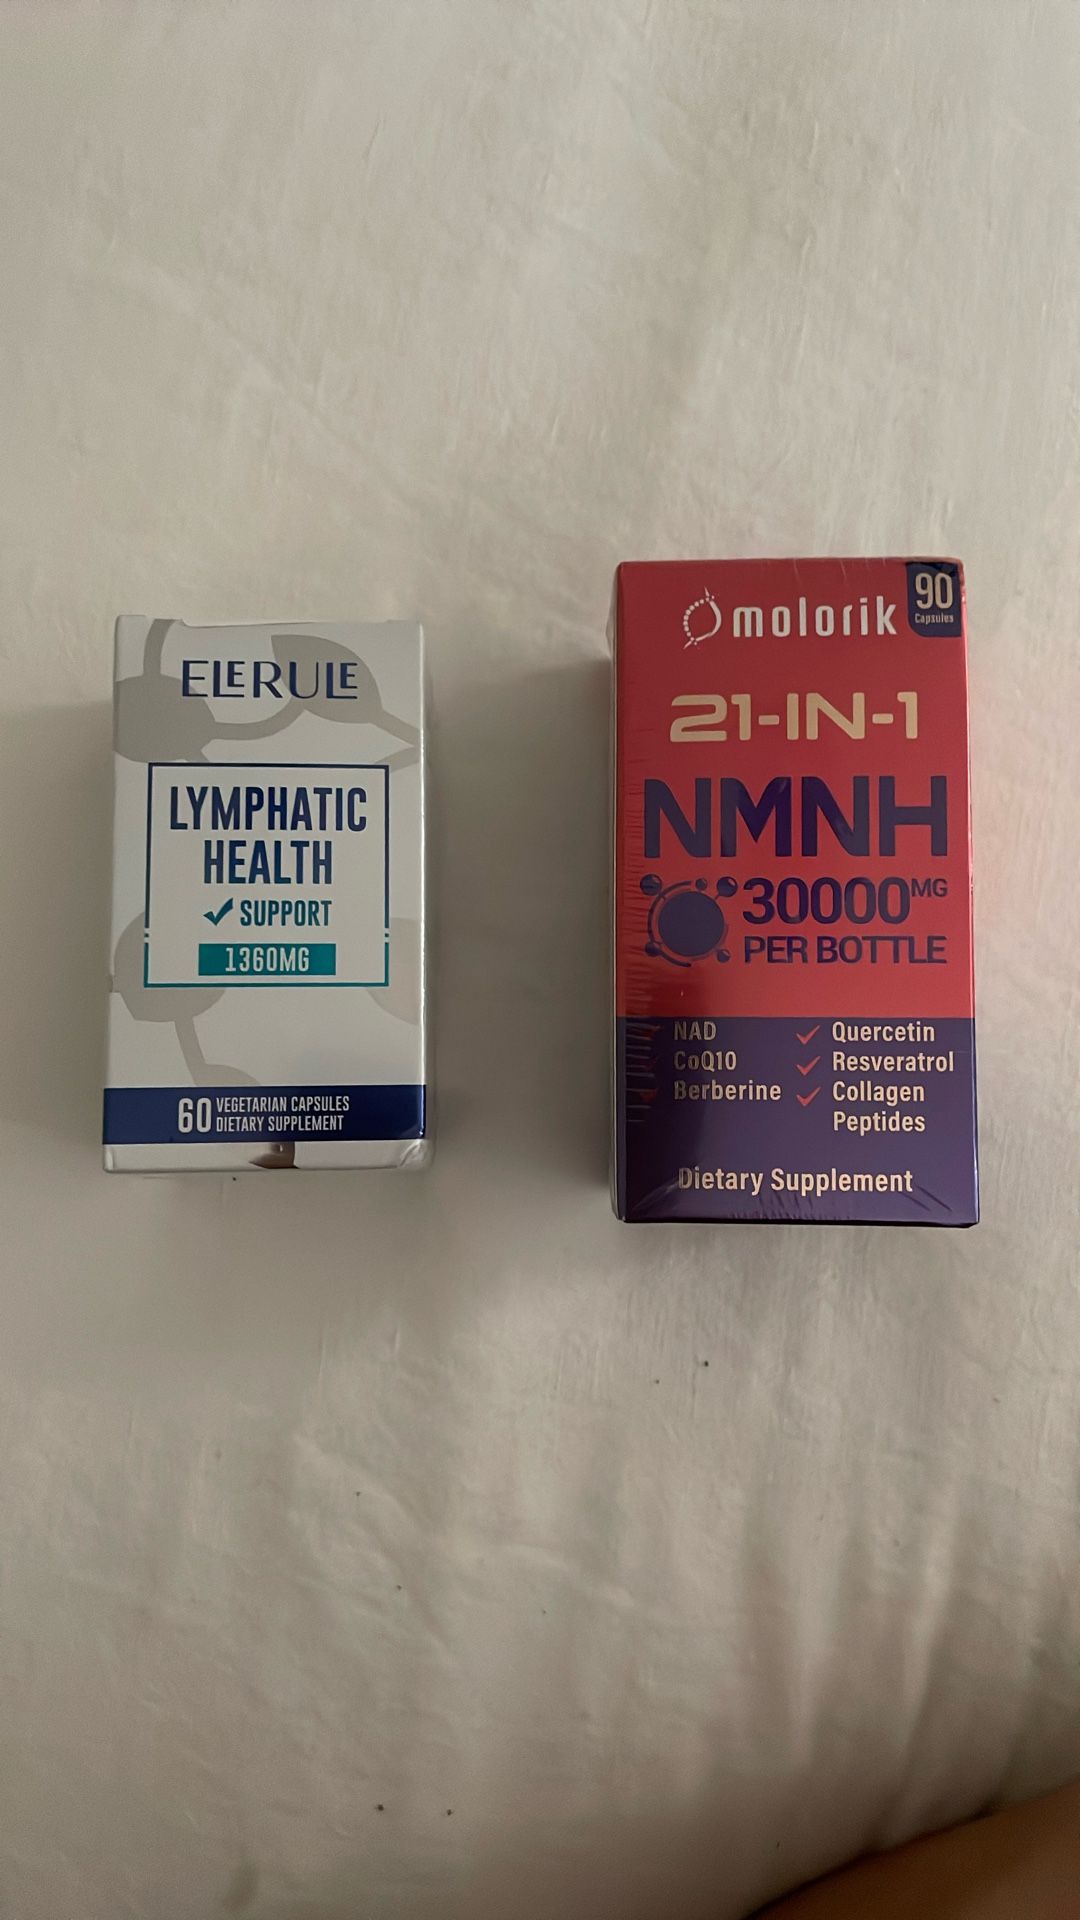 ELERULE
LYMPHATIC
HEALTH
SUPPORT
1360MG
60 VEGETARIAN CAPSULES
DIETARY SUPPLEMENT
molorik
90
Capsules
21-IN-1
NMNH
30000MG
PER BOTTLE
NAD
CoQ10
Berberine
Quercetin
Resveratrol
Collagen
Peptides
Dietary Supplement